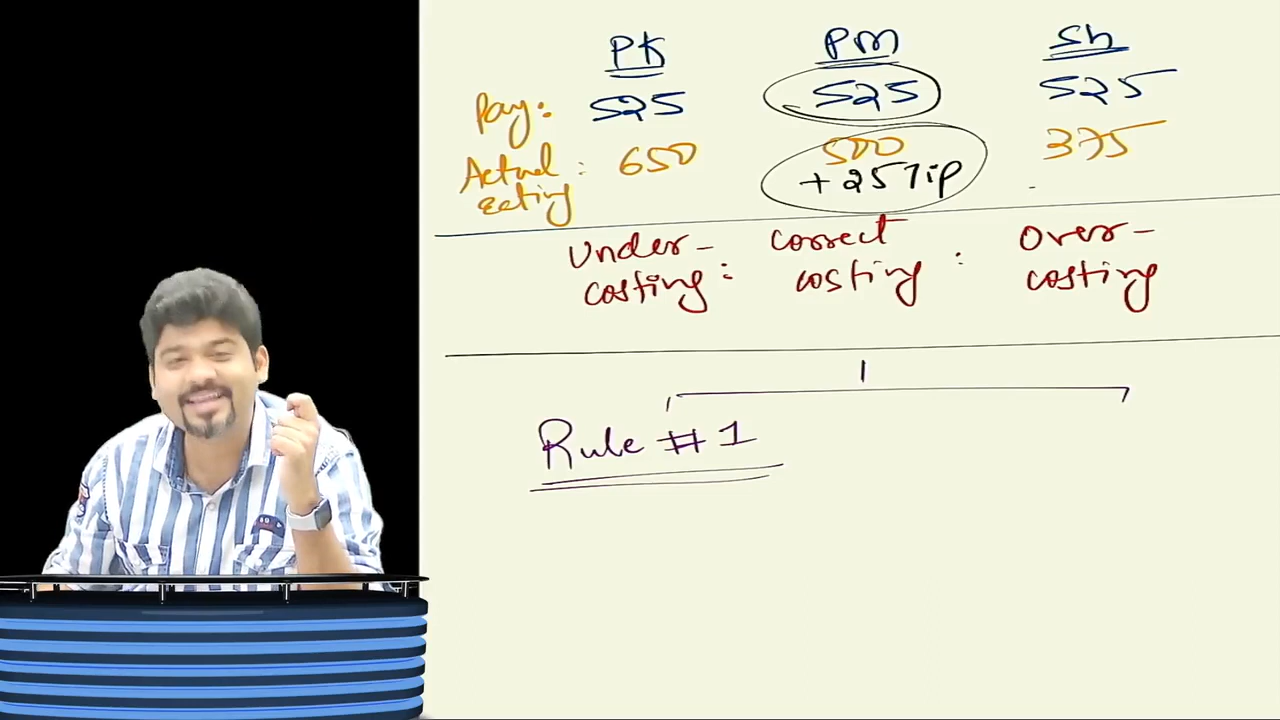 PK PM Sh
Pay: 525 525 525
Actual Eating : 650 500 375
+ 25 Tip
Under- Correct Over-
costing : costing : costing
Rule # 1